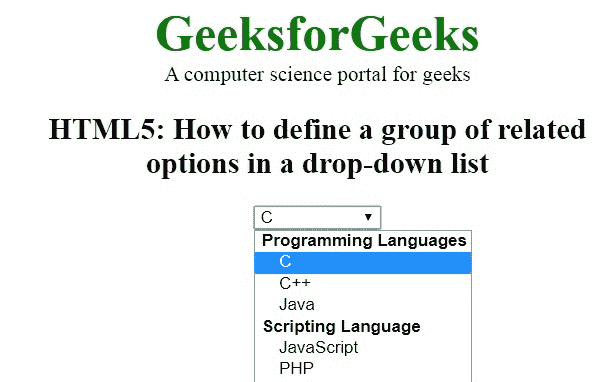 GeeksforGeeks
A computer science portal for geeks
HTML5: How to define a group of related
options in a drop-down list
C
Programming Languages
C
C++
Java
Scripting Language
JavaScript
PHP